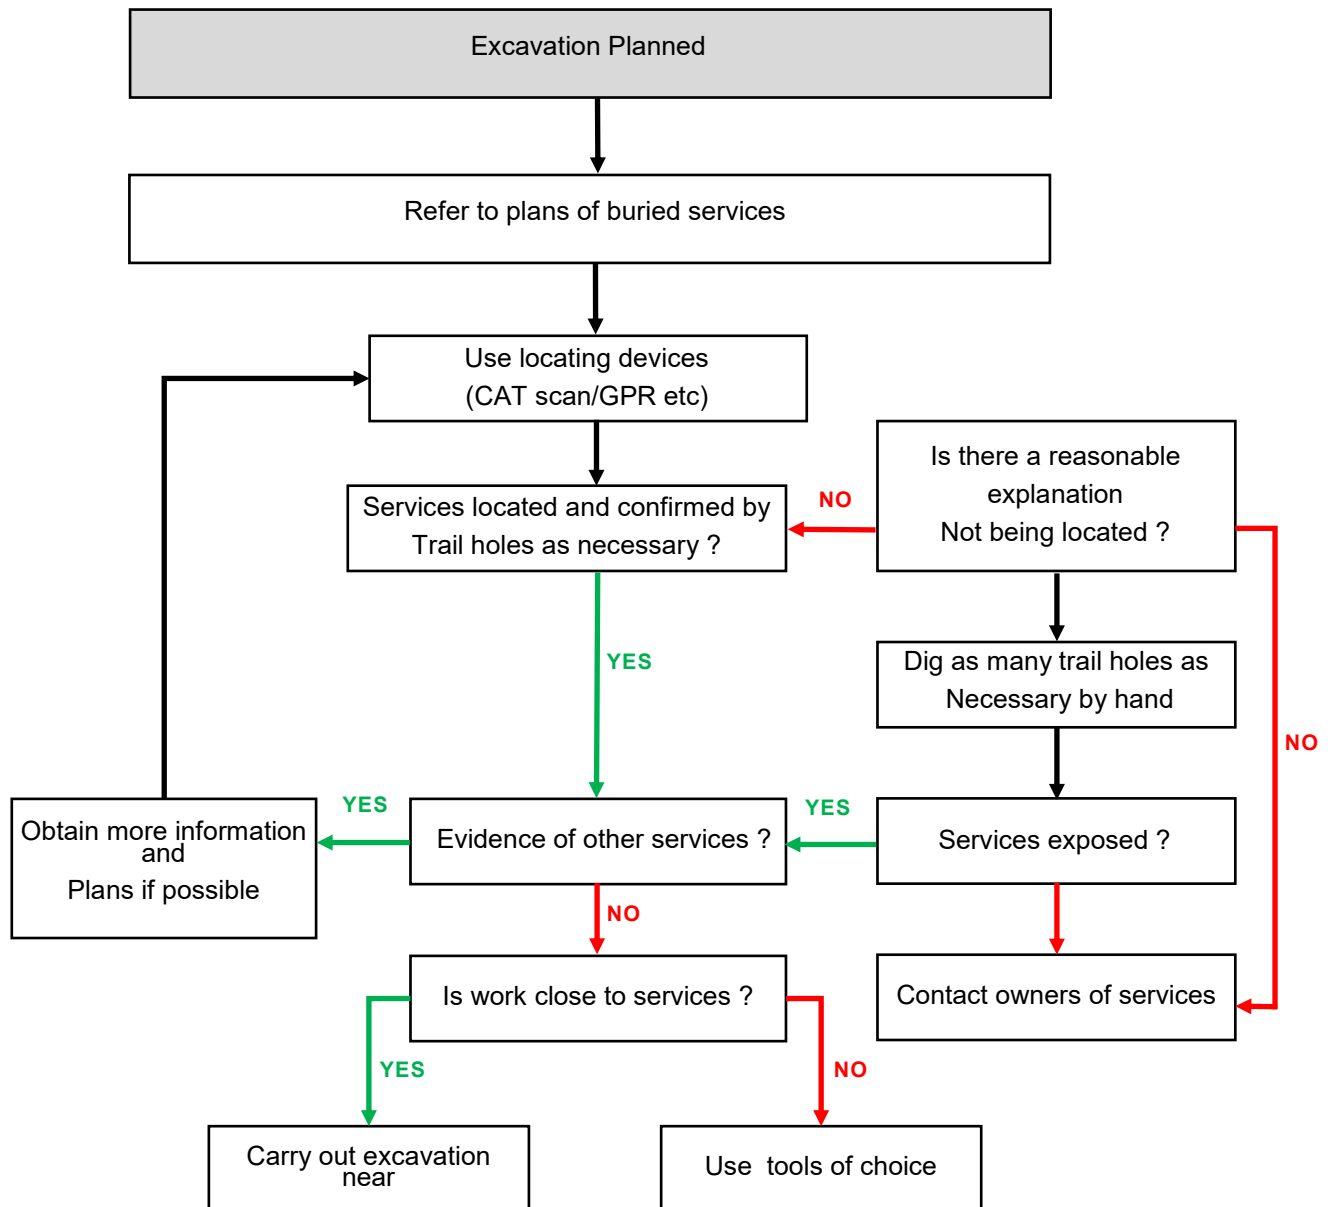 Excavation Planned
Refer to plans of buried services
Use locating devices
(CAT scan/GPR etc)
Is there a reasonable
explanation
Not being located ?
NO
Services located and confirmed by
Trail holes as necessary ?
YES
Dig as many trail holes as
Necessary by hand
NO
YES
Obtain more information
and
Plans if possible
Evidence of other services ?
YES
Services exposed ?
NO
Is work close to services ?
Contact owners of services
YES
NO
Carry out excavation
near
Use tools of choice